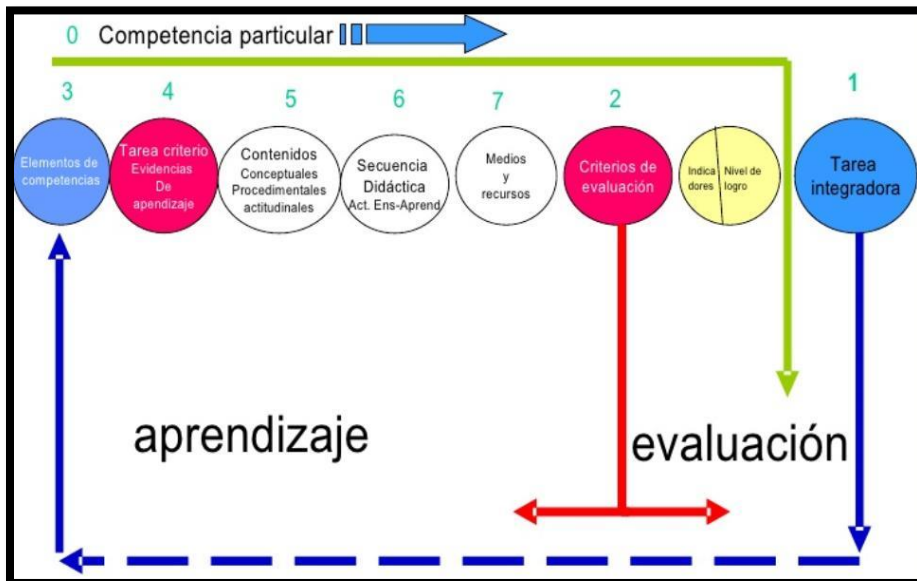 0 Competencia particular
3
4
5
6
7
2
1
Elementos de
competencias
Tarea criterio
Evidencias
De
apendizaje
Contenidos
Conceptuales
Procedimentales
actitudinales
Secuencia
Didáctica
Act. Ens-Aprend.
Medios
y
recursos
Criterios de
evaluación
Indica
dores
Nivel de
logro
Tarea
integradora
aprendizaje
evaluación